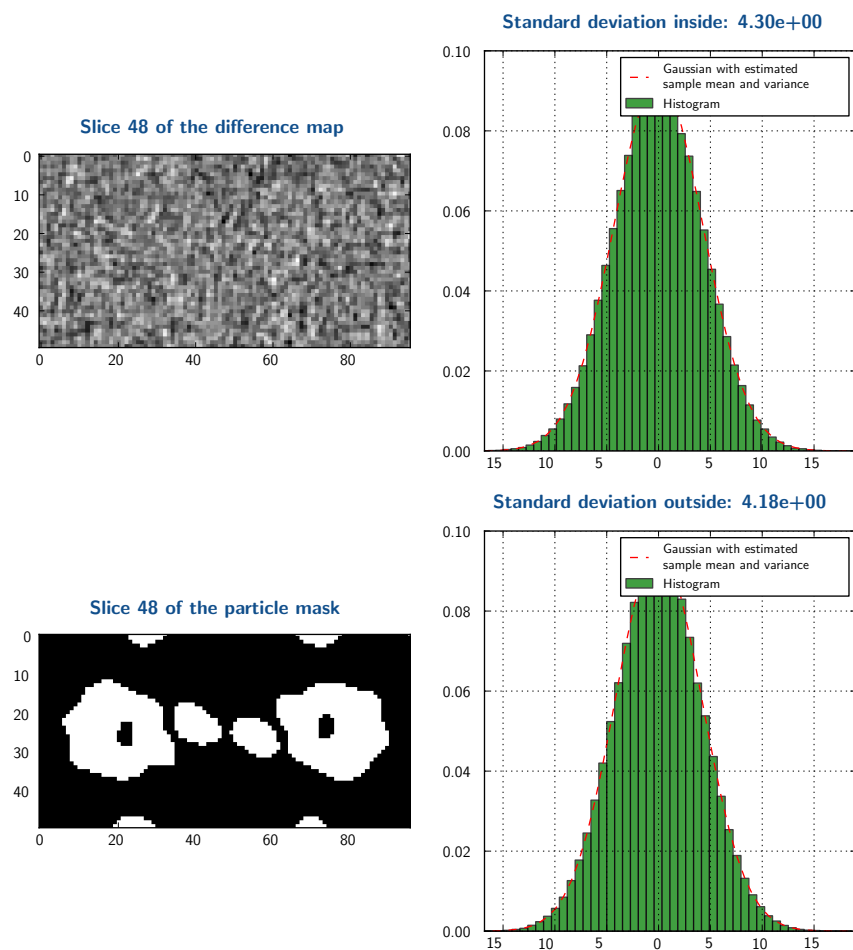 Standard deviation inside: 4.30e+00
0.10
0.08
0.06
0.04
0.02
0.00
15 10 5 0 5 10 15
Gaussian with estimated
sample mean and variance
Histogram
Slice 48 of the difference map
0
10
20
30
40
0 20 40 60 80
Standard deviation outside: 4.18e+00
0.10
0.08
0.06
0.04
0.02
0.00
15 10 5 0 5 10 15
Gaussian with estimated
sample mean and variance
Histogram
Slice 48 of the particle mask
0
10
20
30
40
0 20 40 60 80